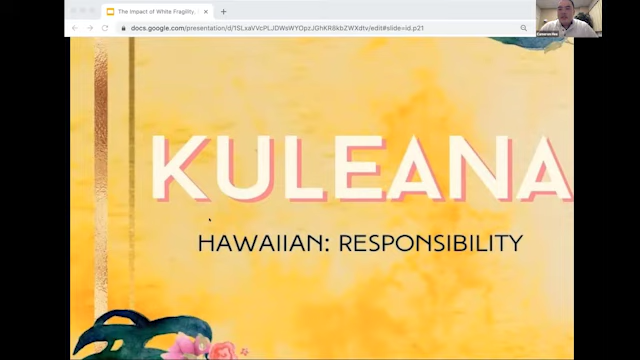 The Impact of White Fragility.
docs.google.com/presentation/d/1SLxaVVcPLJDWsWYOpzJGhKR8kbZWXdtv/edit#slide=id.p21
KULEANA
HAWAIIAN: RESPONSIBILITY